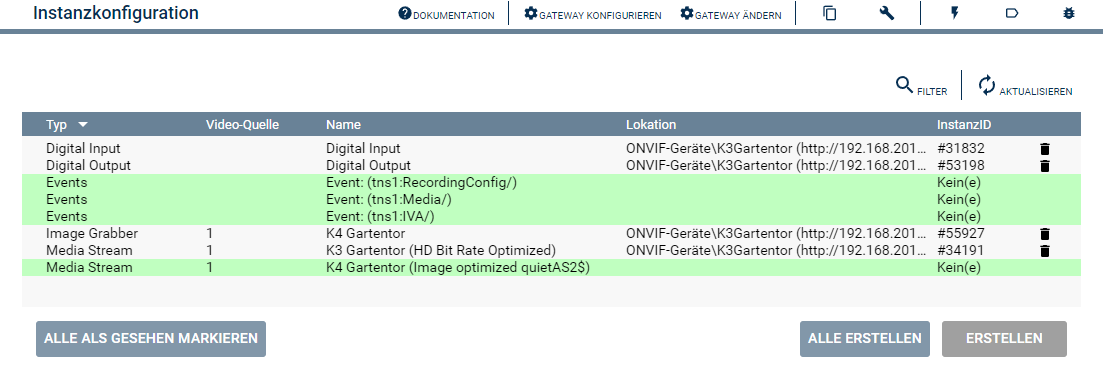 Instanzkonfiguration DOKUMENTATION GATEWAY KONFIGURIEREN GATEWAY ÄNDERN
FILTER AKTUALISIEREN
Typ Video-Quelle Name Lokation InstanzID
Digital Input Digital Input ONVIF-Geräte\K3Gartentor (http://192.168.201... #31832
Digital Output Digital Output ONVIF-Geräte\K3Gartentor (http://192.168.201... #53198
Events Event: (tns1:RecordingConfig/) Kein(e)
Events Event: (tns1:Media/) Kein(e)
Events Event: (tns1:IVA/) Kein(e)
Image Grabber 1 K4 Gartentor ONVIF-Geräte\K3Gartentor (http://192.168.201... #55927
Media Stream 1 K3 Gartentor (HD Bit Rate Optimized) ONVIF-Geräte\K3Gartentor (http://192.168.201... #34191
Media Stream 1 K4 Gartentor (Image optimized quietAS2$) Kein(e)
ALLE ALS GESEHEN MARKIEREN ALLE ERSTELLEN ERSTELLEN